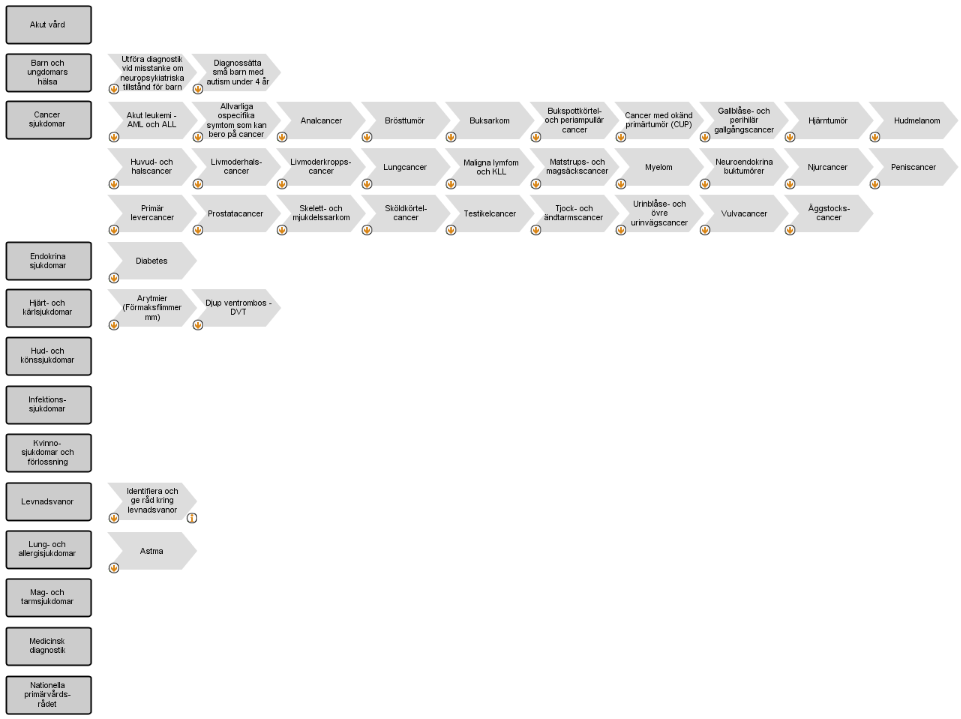 Akut vård
Barn och
ungdomars
hälsa
Utföra diagnostik
vid misstanke om
neuropsykiatriska
tillstånd för barn
Diagnossätta
små barn med
autism under 4 år
Cancer
sjukdomar
Akut leukemi -
AML och ALL
Allvarliga
ospecifika
symtom som kan
bero på cancer
Analcancer
Brösttumör
Buksarkom
Bukspottkörtel-
och periampullär
cancer
Cancer med okänd
primärtumör (CUP)
Gallblåse- och
perihilär
gallgångscancer
Hjärntumör
Hudmelanom
Huvud- och
halscancer
Livmoderhals-
cancer
Livmoderkropps-
cancer
Lungcancer
Maligna lymfom
och KLL
Matstrups- och
magsäckscancer
Myelom
Neuroendokrina
buktumörer
Njurcancer
Peniscancer
Primär
levercancer
Prostatacancer
Skelett- och
mjukdelssarkom
Sköldkörtel-
cancer
Testikelcancer
Tjock- och
ändtarmscancer
Urinblåse- och
övre
urinvägscancer
Vulvacancer
Äggstocks-
cancer
Endokrina
sjukdomar
Diabetes
Hjärt- och
kärlsjukdomar
Arytmier
(Förmaksflimmer
mm)
Djup ventrombos -
DVT
Hud- och
könssjukdomar
Infektions-
sjukdomar
Kvinno-
sjukdomar och
förlossning
Levnadsvanor
Identifiera och
ge råd kring
levnadsvanor
Lung- och
allergisjukdomar
Astma
Mag- och
tarmsjukdomar
Medicinsk
diagnostik
Nationella
primärvårds-
rådet